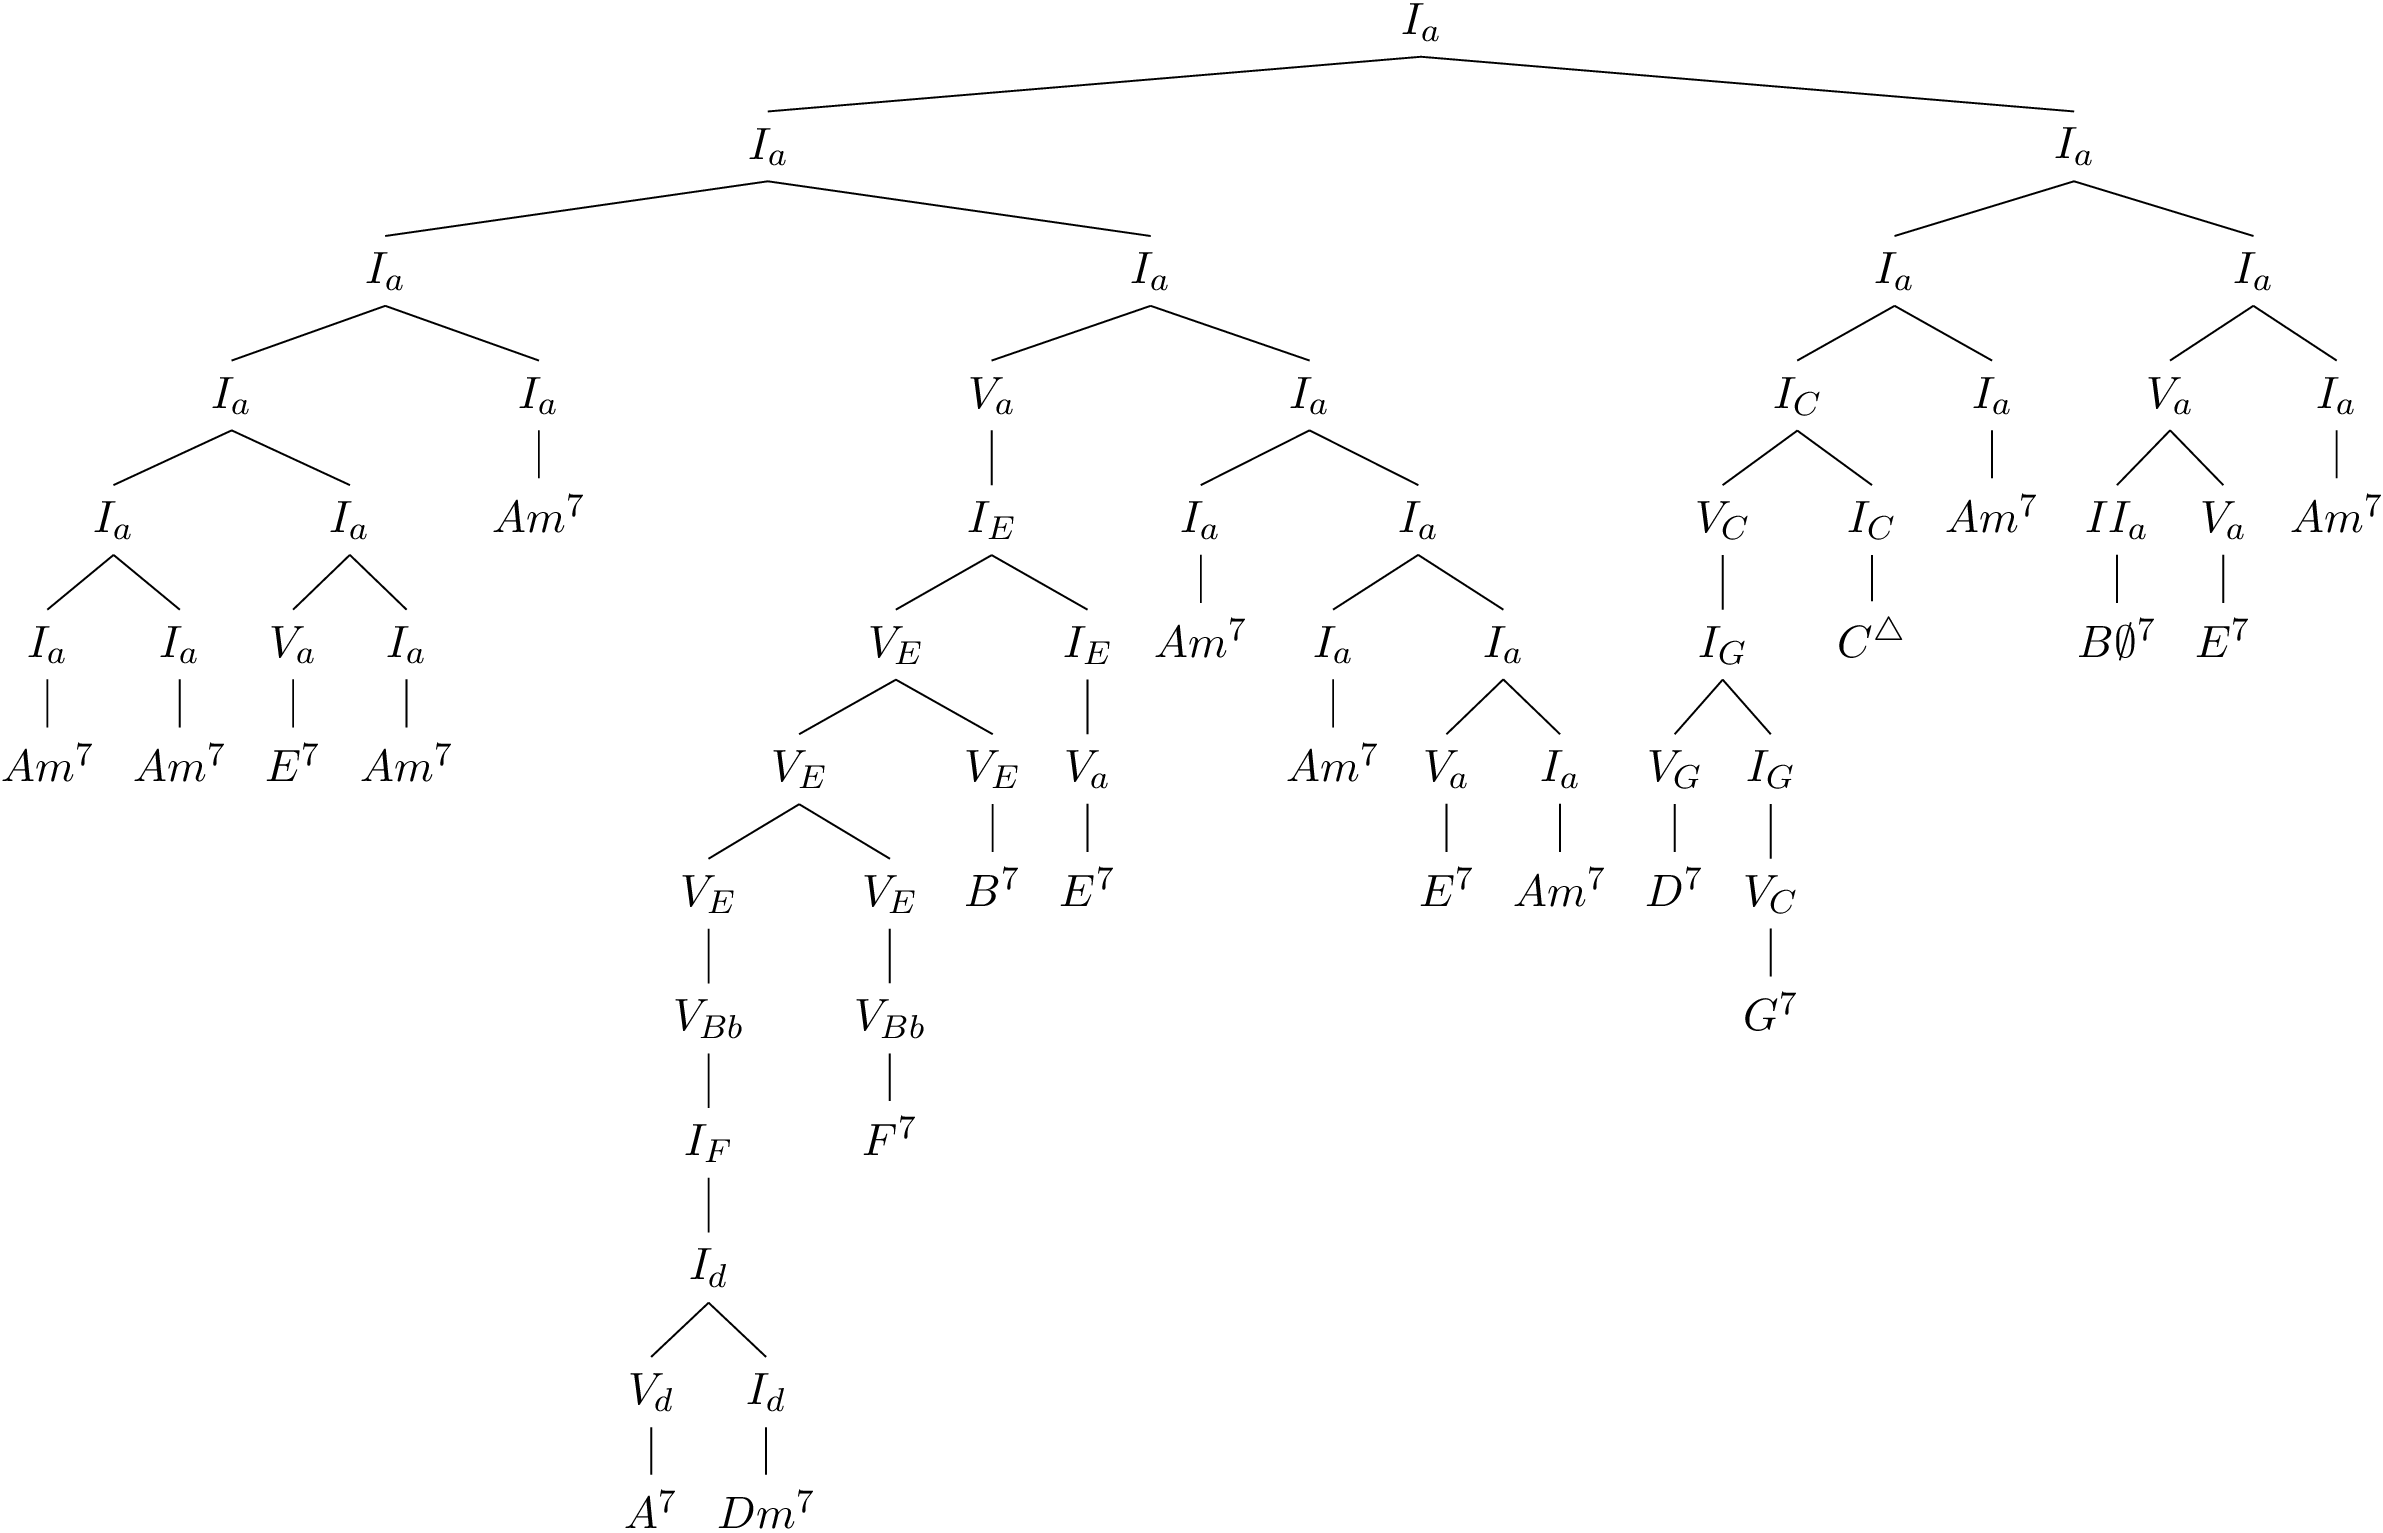 I_a
I_a I_a
I_a I_a I_a I_a
I_a I_a V_a I_a I_C I_a V_a I_a
I_a I_a Am^7 I_E I_a I_a V_C I_C Am^7 II_a V_a Am^7
I_a I_a V_a I_a V_E I_E Am^7 I_a I_a I_G C^△ B∅^7 E^7
Am^7 Am^7 E^7 Am^7 V_E V_E V_a Am^7 V_a I_a V_G I_G
V_E V_E B^7 E^7 E^7 Am^7 D^7 V_C
V_{Bb} V_{Bb} G^7
I_F F^7
I_d
V_d I_d
A^7 Dm^7